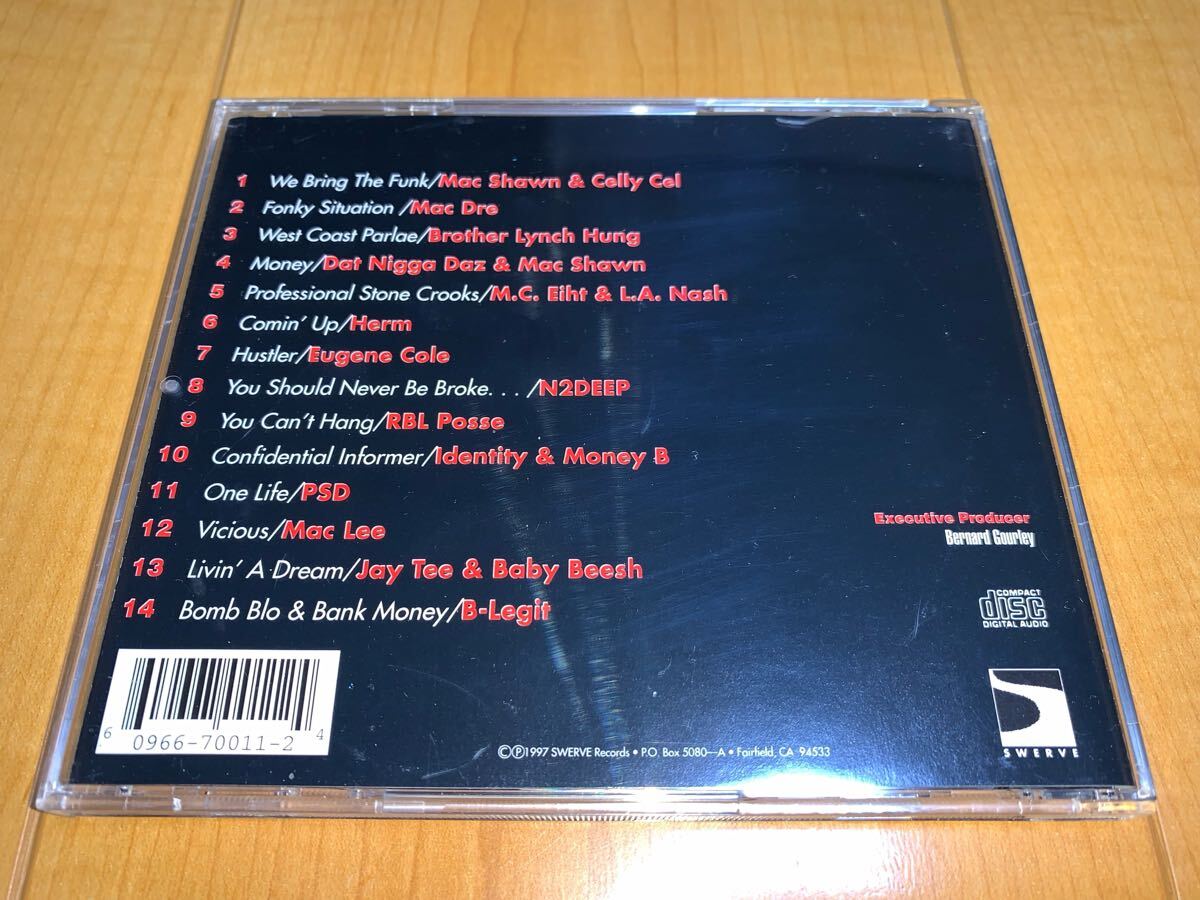 1 We Bring The Funk/Mac Shawn & Celly Cel
2 Fonky Situation /Mac Dre
3 West Coast Parlae/Brother Lynch Hung
4 Money/Dat Nigga Daz & Mac Shawn
5 Professional Stone Crooks/M.C. Eiht & L.A. Nash
6 Comin' Up/Herm
7 Hustler/Eugene Cole
8 You Should Never Be Broke. . . /N2DEEP
9 You Can't Hang/RBL Posse
10 Confidential Informer/Identity & Money B
11 One Life/PSD
12 Vicious/Mac Lee
13 Livin' A Dream/Jay Tee & Baby Beesh
14 Bomb Blo & Bank Money/B-Legit
Executive Producer
Bernard Gourley
COMPACT
disc
DIGITAL AUDIO
SWERVE
6 0966-70011-2 4
©℗1997 SWERVE Records • P.O. Box 5080—A • Fairfield, CA 94533